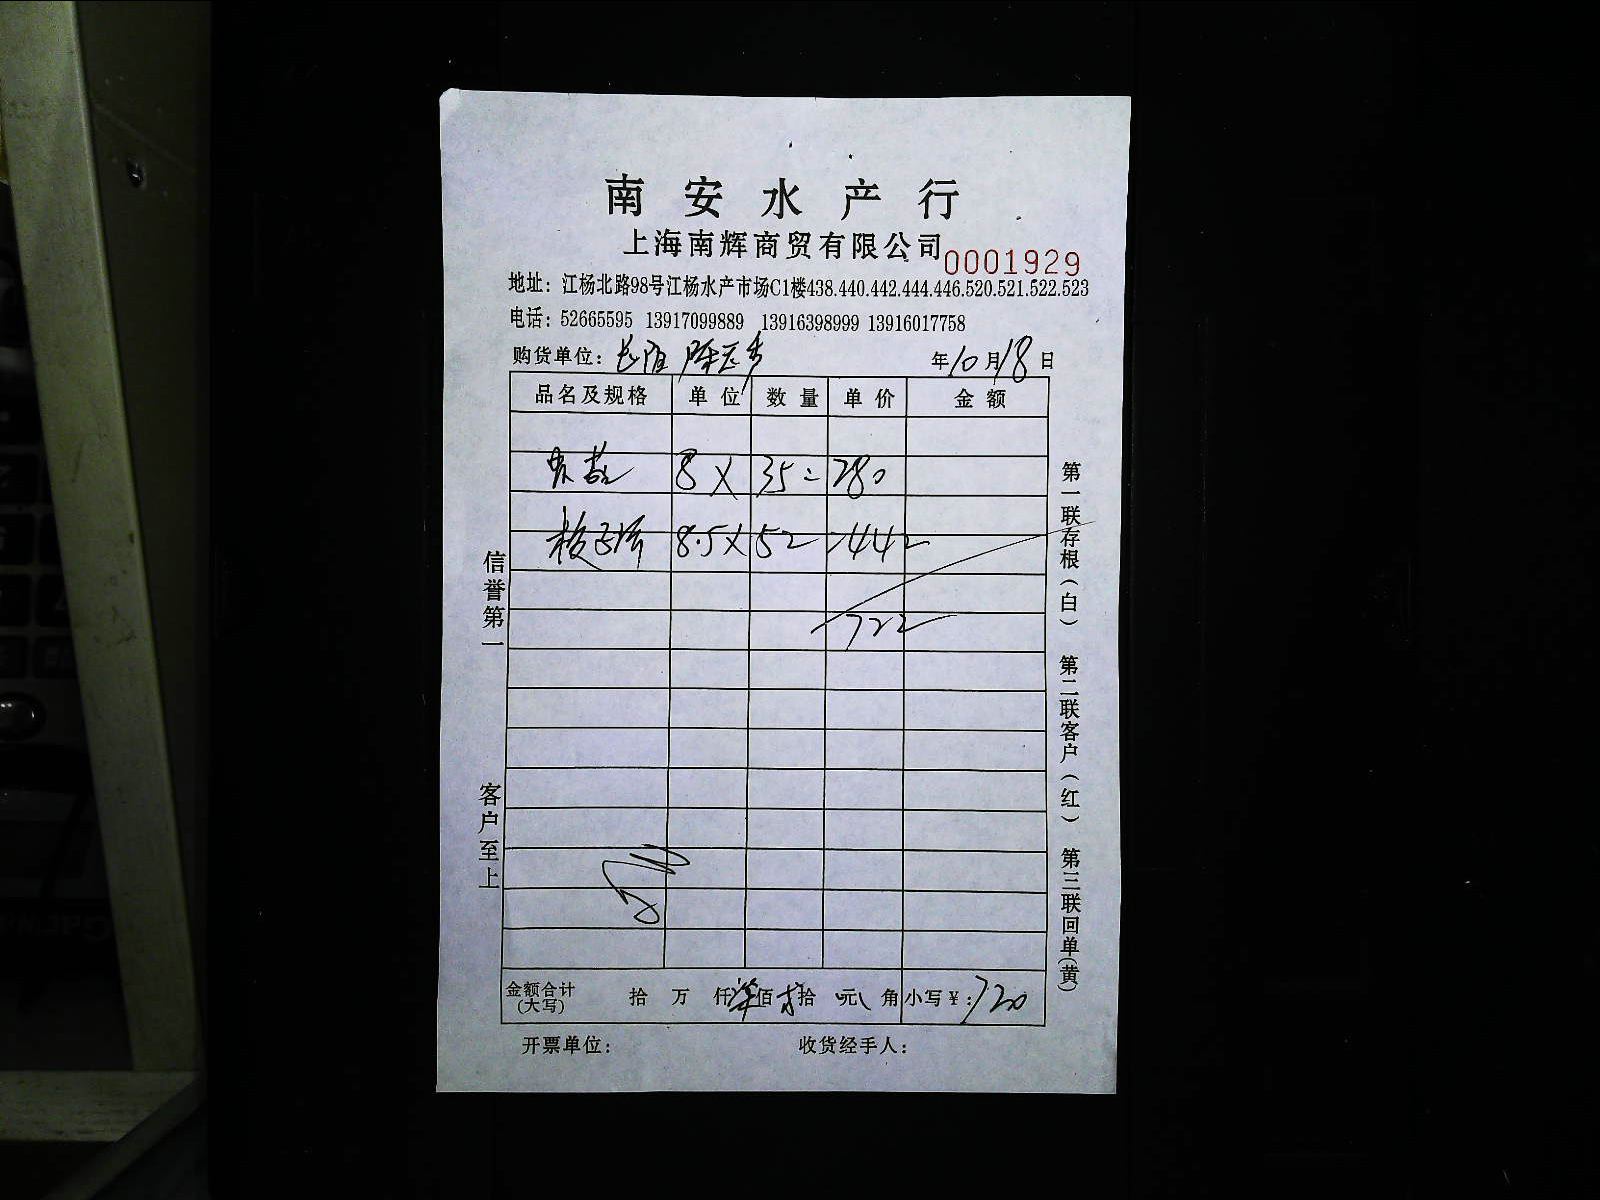 南安水产行
上海南辉商贸有限公司
0001929
地址：江杨北路98号江杨水产市场C1楼438.440.442.444.446.520.521.522.523
电话：52665595 13917099889 13916398999 13916017758
购货单位：
年10月18日
品名及规格 单位 数量 单价 金额
8 X 35 = 280
8.5 X 52 = 442
722
金额合计(大写) 拾 万 仟 佰 拾 元 角 小写￥：720
开票单位： 收货经手人：
信誉第一
客户至上
第一联存根（白） 第二联客户（红） 第三联回单（黄）